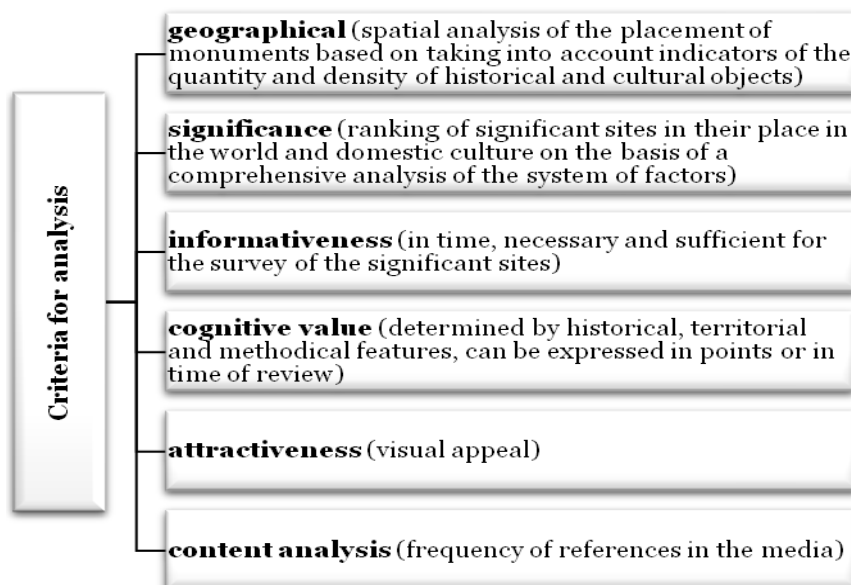 Criteria for analysis
geographical (spatial analysis of the placement of
monuments based on taking into account indicators of the
quantity and density of historical and cultural objects)
significance (ranking of significant sites in their place in
the world and domestic culture on the basis of a
comprehensive analysis of the system of factors)
informativeness (in time, necessary and sufficient for
the survey of the significant sites)
cognitive value (determined by historical, territorial
and methodical features, can be expressed in points or in
time of review)
attractiveness (visual appeal)
content analysis (frequency of references in the media)